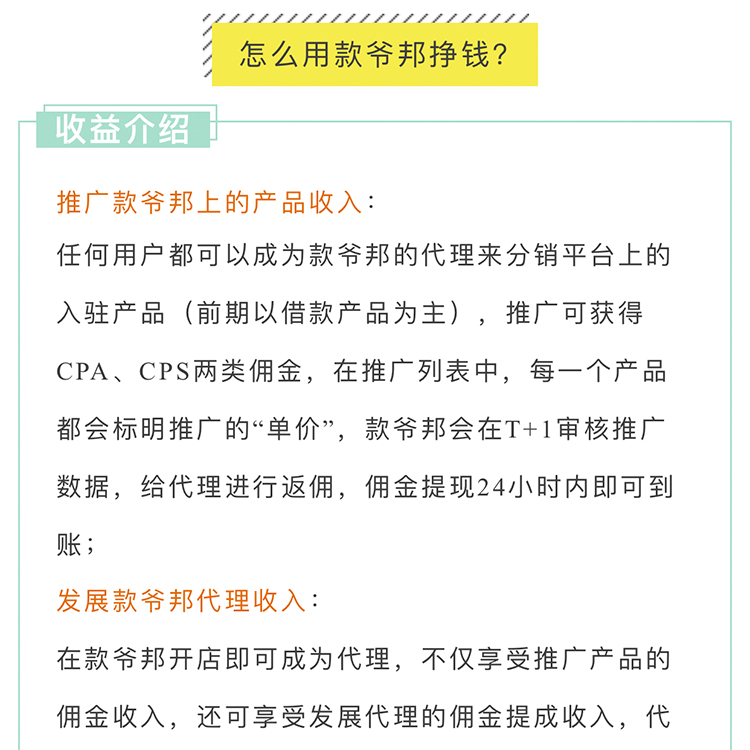 怎么用款爷邦挣钱?
收益介绍
推广款爷邦上的产品收入：
任何用户都可以成为款爷邦的代理来分销平台上的
入驻产品（前期以借款产品为主），推广可获得
CPA、CPS两类佣金，在推广列表中，每一个产品
都会标明推广的“单价”，款爷邦会在T+1审核推广
数据，给代理进行返佣，佣金提现24小时内即可到
账；
发展款爷邦代理收入：
在款爷邦开店即可成为代理，不仅享受推广产品的
佣金收入，还可享受发展代理的佣金提成收入，代